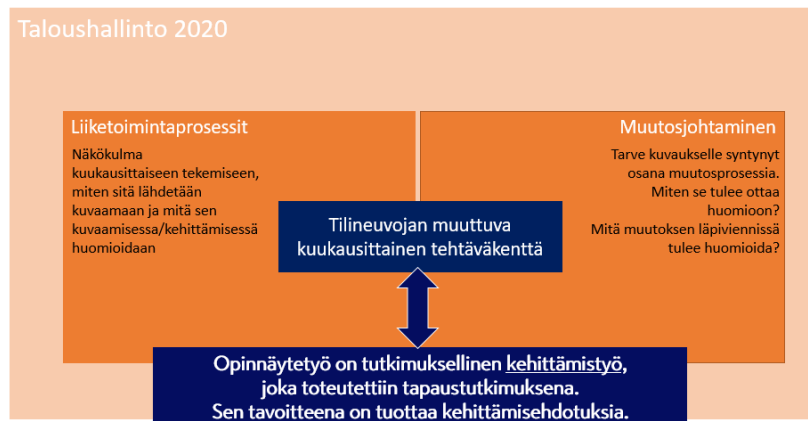 Taloushallinto 2020
Liiketoimintaprosessit
Näkökulma
kuukausittaiseen tekemiseen,
miten sitä lähdetään
kuvaamaan ja mitä sen
kuvaamisessa/kehittämisessä
huomioidaan
Muutosjohtaminen
Tarve kuvaukselle syntynyt
osana muutosprosessia.
Miten se tulee ottaa
huomioon?
Mitä muutoksen läpiviennissä
tulee huomioida?
Tilineuvojan muuttuva
kuukausittainen tehtäväkenttä
Opinnäytetyö on tutkimuksellinen kehittämistyö,
joka toteutettiin tapaustutkimuksena.
Sen tavoitteena on tuottaa kehittämisehdotuksia.